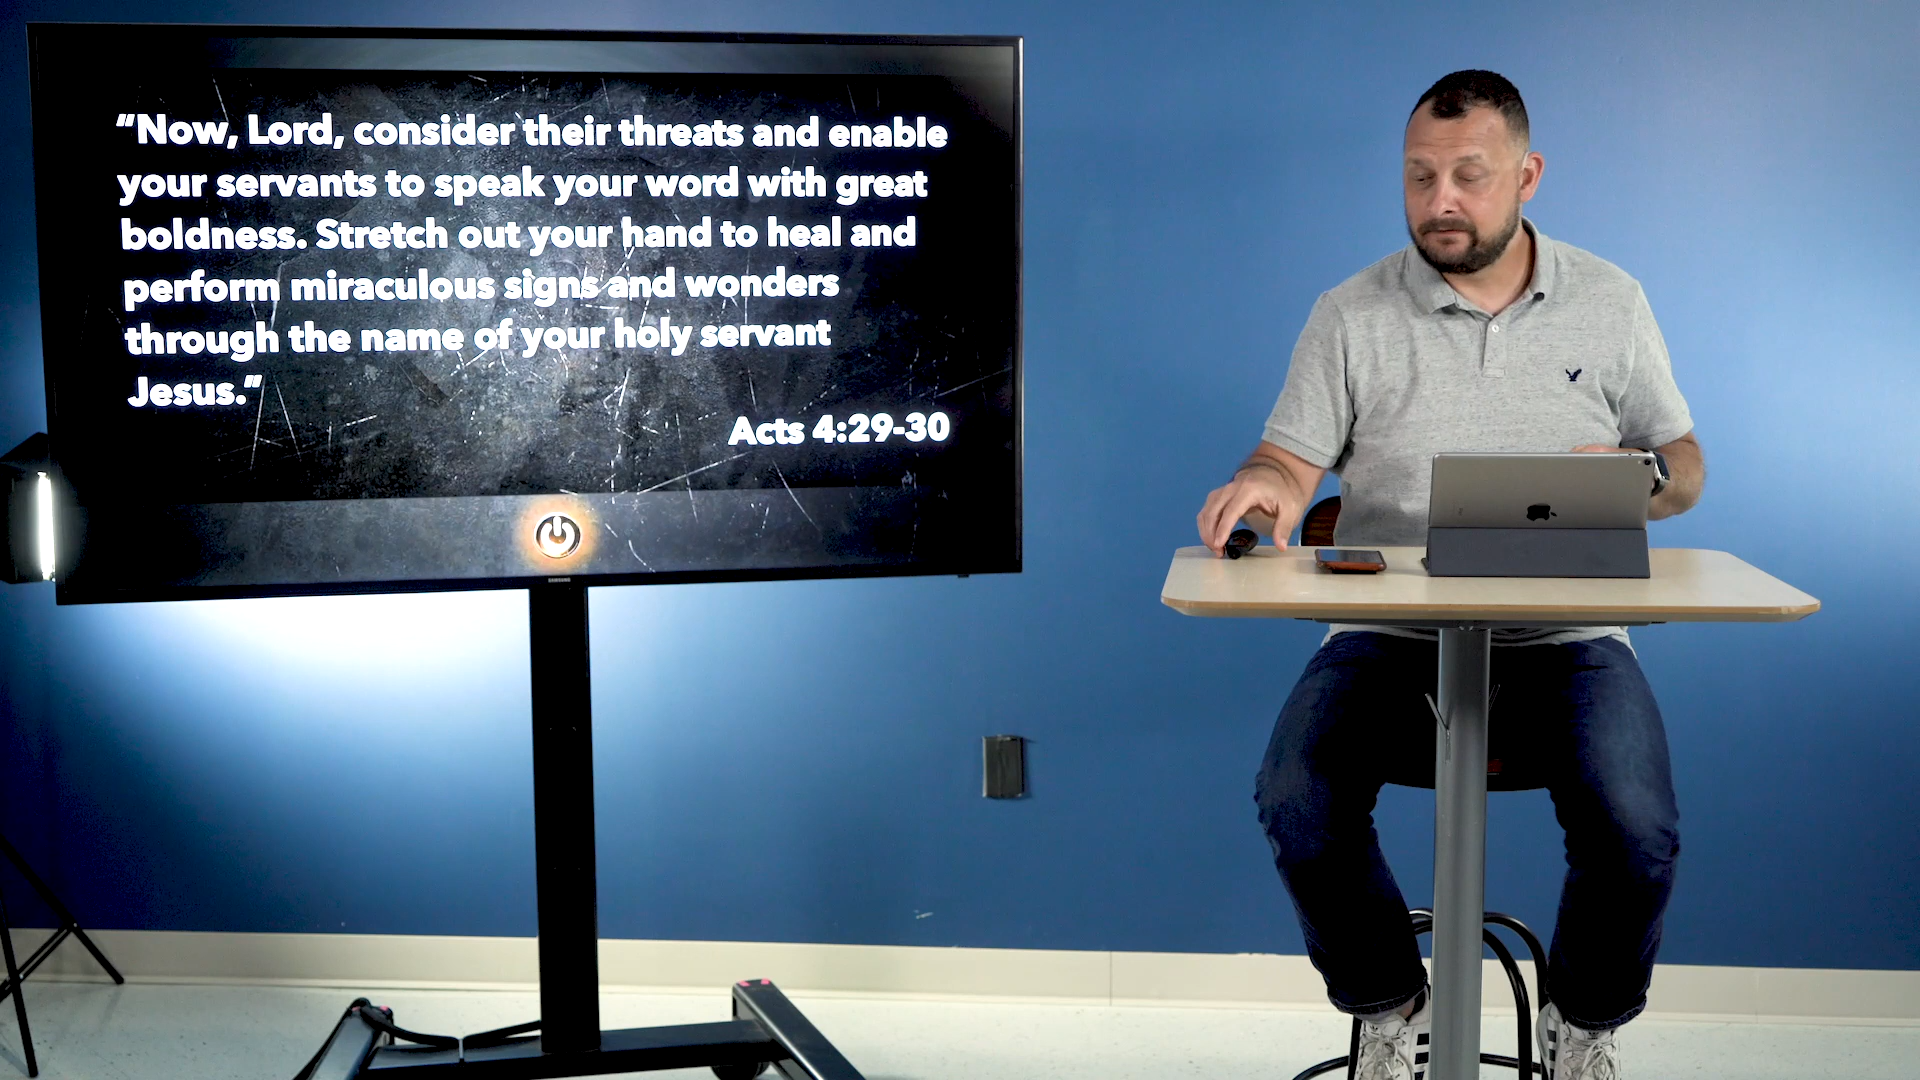 “Now, Lord, consider their threats and enable
your servants to speak your word with great
boldness. Stretch out your hand to heal and
perform miraculous signs and wonders
through the name of your holy servant
Jesus.”
Acts 4:29-30
SAMSUNG